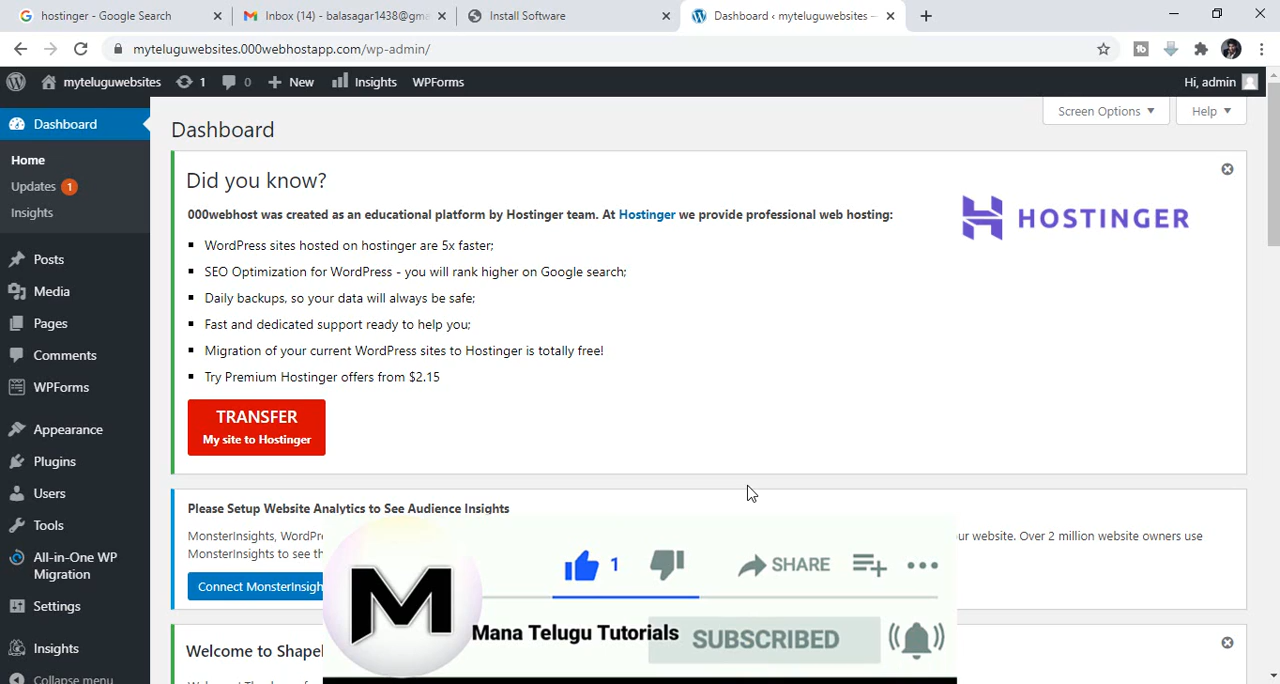 hostinger - Google Search
Inbox (14) - balasagar1438@gma
Install Software
Dashboard ‹ myteluguwebsites —
myteluguwebsites.000webhostapp.com/wp-admin/
myteluguwebsites 1 0 New Insights WPForms Hi, admin
Screen Options Help
Dashboard
Home
Updates 1
Insights
Posts
Media
Pages
Comments
WPForms
Appearance
Plugins
Users
Tools
All-in-One WP
Migration
Settings
Insights
Collapse menu
Dashboard
Did you know?
000webhost was created as an educational platform by Hostinger team. At Hostinger we provide professional web hosting:
WordPress sites hosted on hostinger are 5x faster;
SEO Optimization for WordPress - you will rank higher on Google search;
Daily backups, so your data will always be safe;
Fast and dedicated support ready to help you;
Migration of your current WordPress sites to Hostinger is totally free!
Try Premium Hostinger offers from $2.15
TRANSFER
My site to Hostinger
HOSTINGER
Please Setup Website Analytics to See Audience Insights
MonsterInsights, WordPr
ur website. Over 2 million website owners use
MonsterInsights to see th
Connect MonsterInsigh
Welcome to Shapel
M
1
SHARE
Mana Telugu Tutorials
SUBSCRIBED